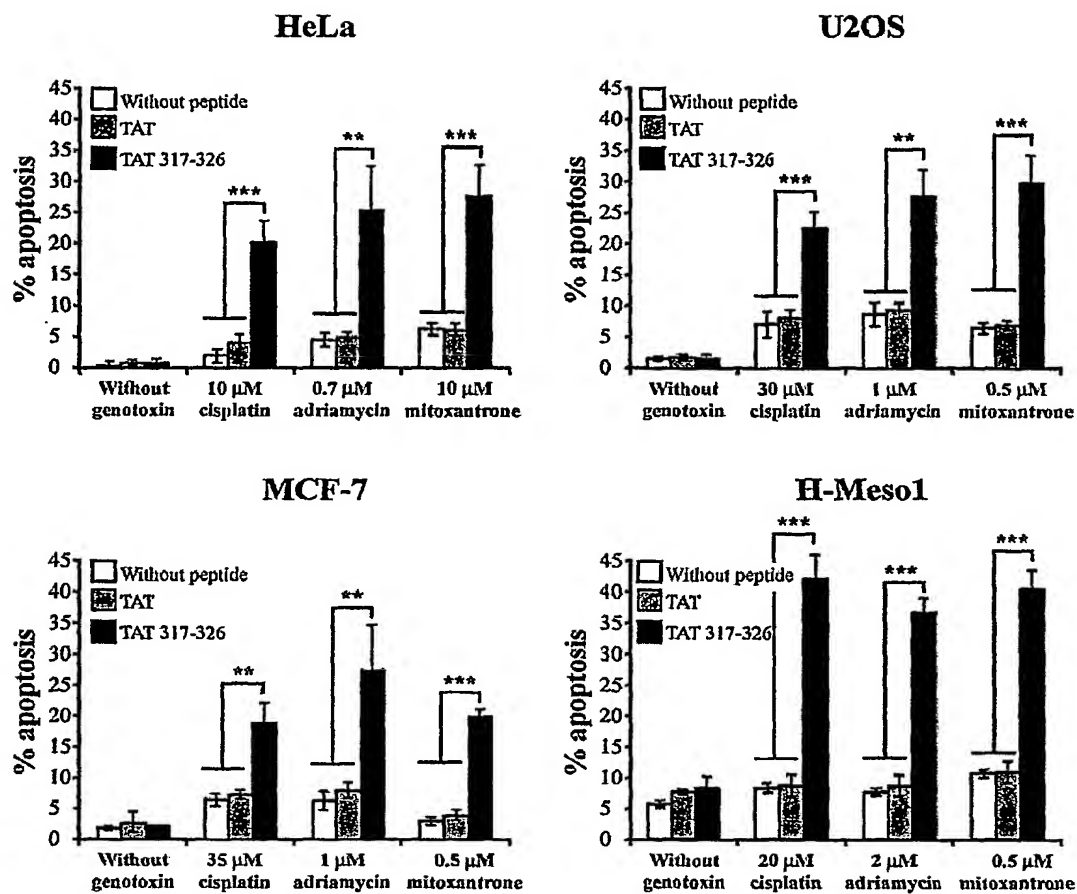 HeLa
% apoptosis
45
40
35
30
25
20
15
10
5
0
Without peptide
TAT
TAT 317-326
***
**
***
Without genotoxin
10 µM cisplatin
0.7 µM adriamycin
10 µM mitoxantrone
U2OS
% apoptosis
45
40
35
30
25
20
15
10
5
0
Without peptide
TAT
TAT 317-326
***
**
***
Without genotoxin
30 µM cisplatin
1 µM adriamycin
0.5 µM mitoxantrone
MCF-7
% apoptosis
45
40
35
30
25
20
15
10
5
0
Without peptide
TAT
TAT 317-326
**
**
***
Without genotoxin
35 µM cisplatin
1 µM adriamycin
0.5 µM mitoxantrone
H-Meso1
% apoptosis
45
40
35
30
25
20
15
10
5
0
Without peptide
TAT
TAT 317-326
***
***
***
Without genotoxin
20 µM cisplatin
2 µM adriamycin
0.5 µM mitoxantrone